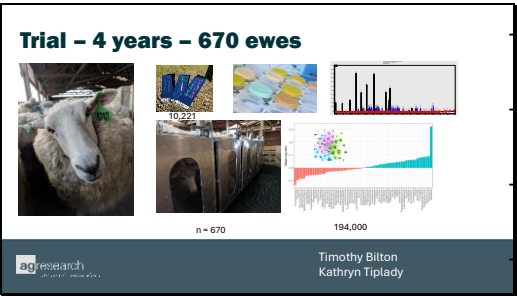 Trial – 4 years – 670 ewes
10,221
n = 670
194,000
agresearch
Timothy Bilton
Kathryn Tiplady